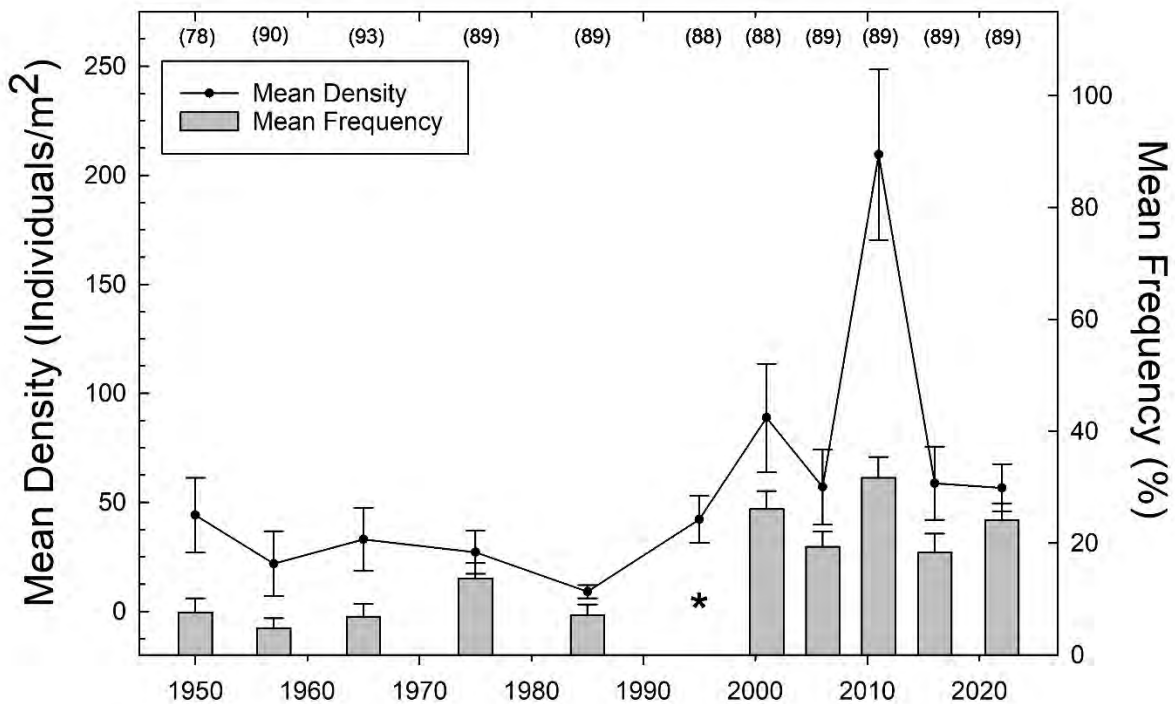 (78) (90) (93) (89) (89) (88) (88) (89) (89) (89) (89)
Mean Density
Mean Frequency
Mean Density (Individuals/m²)
250
200
150
100
50
0
100
80
60
40
20
0
Mean Frequency (%)
*
1950 1960 1970 1980 1990 2000 2010 2020